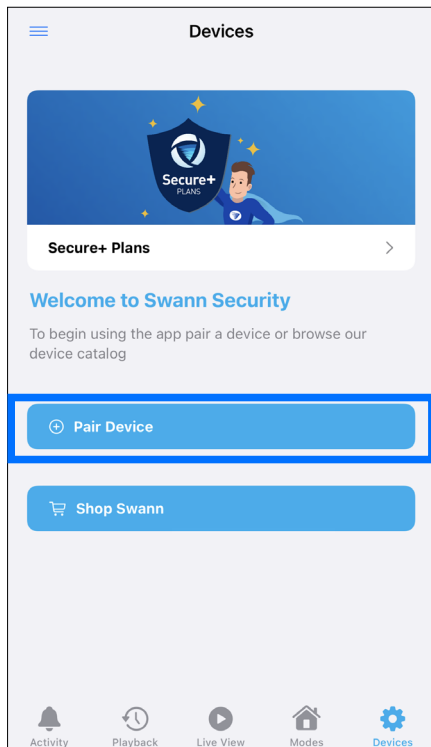 Devices
Secure+
PLANS
Secure+ Plans
Welcome to Swann Security
To begin using the app pair a device or browse our
device catalog
Pair Device
Shop Swann
Activity Playback Live View Modes Devices